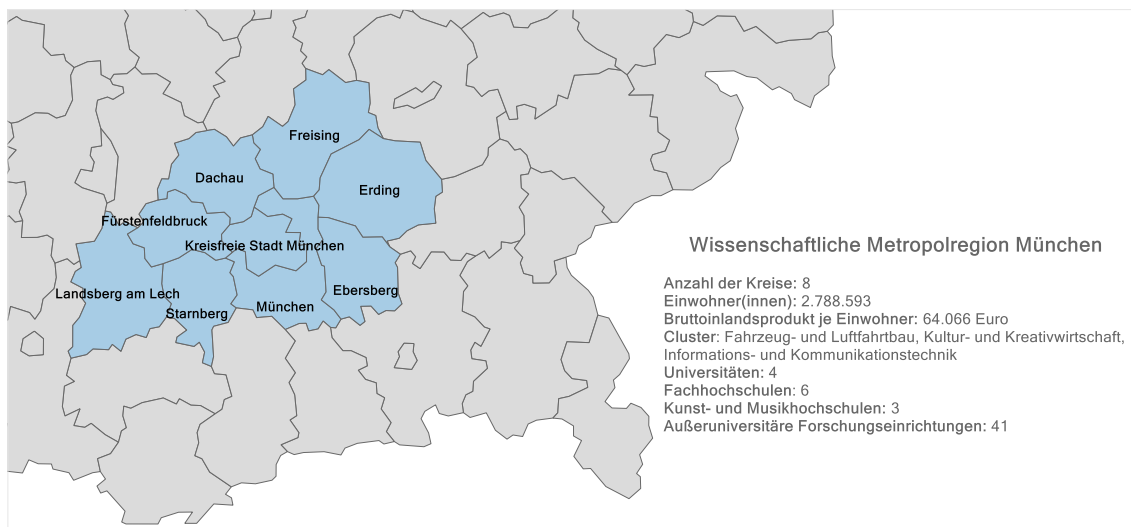 Freising
Dachau
Erding
Fürstenfeldbruck
Kreisfreie Stadt München
Landsberg am Lech
Ebersberg
München
Starnberg
Wissenschaftliche Metropolregion München
Anzahl der Kreise: 8
Einwohner(innen): 2.788.593
Bruttoinlandsprodukt je Einwohner: 64.066 Euro
Cluster: Fahrzeug- und Luftfahrtbau, Kultur- und Kreativwirtschaft,
Informations- und Kommunikationstechnik
Universitäten: 4
Fachhochschulen: 6
Kunst- und Musikhochschulen: 3
Außeruniversitäre Forschungseinrichtungen: 41